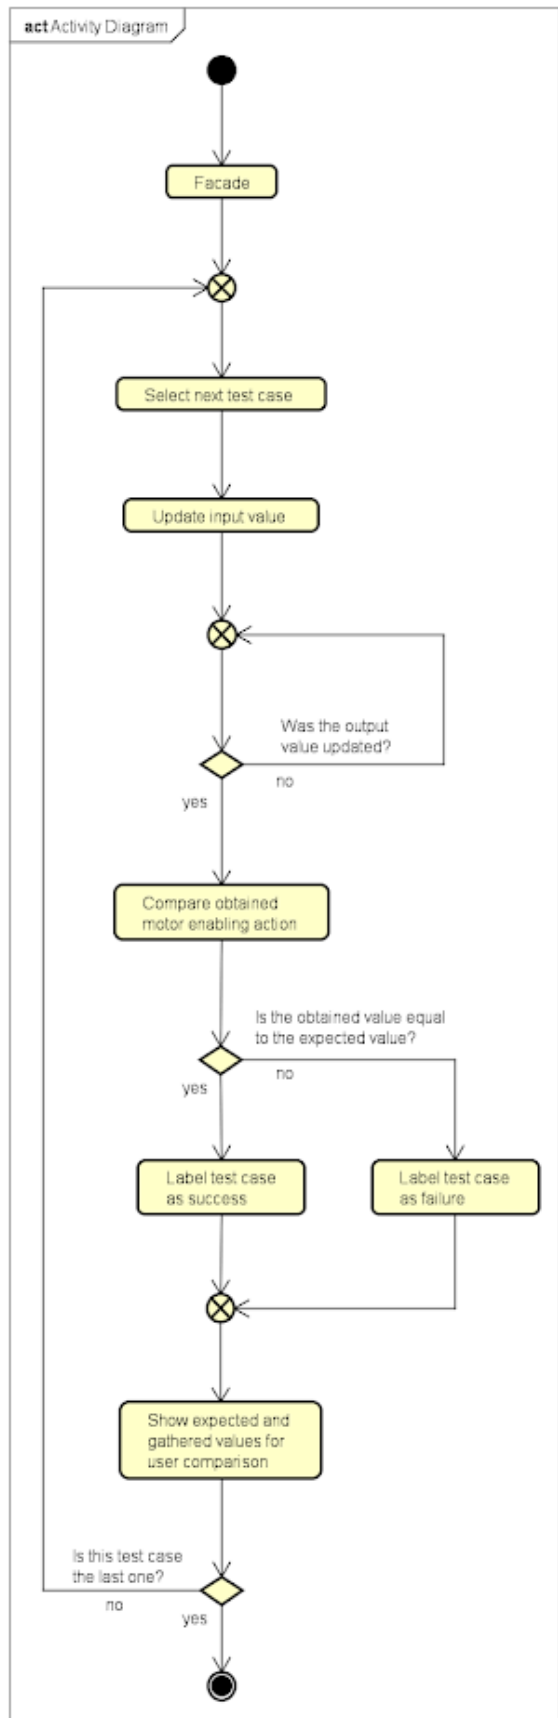 act Activity Diagram
Facade
Select next test case
Update input value
Was the output
value updated?
no
yes
Compare obtained
motor enabling action
Is the obtained value equal
to the expected value?
yes
no
Label test case
as success
Label test case
as failure
Show expected and
gathered values for
user comparison
Is this test case
the last one?
no
yes